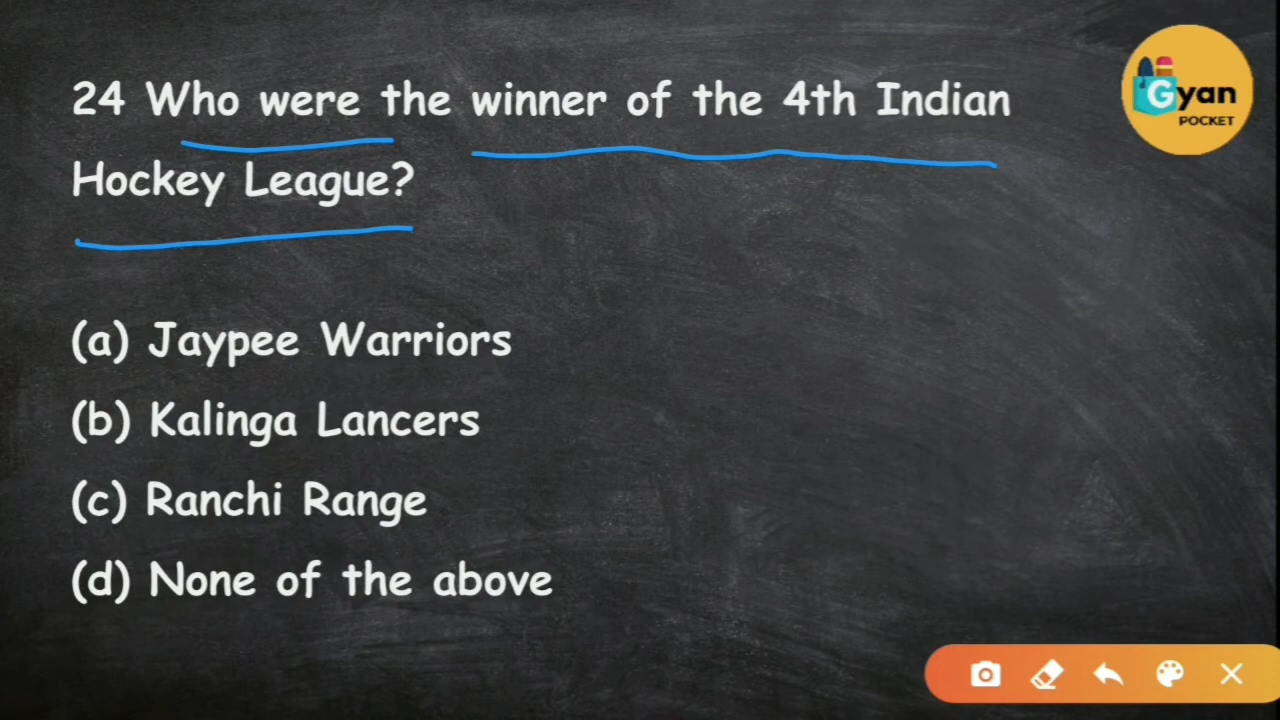 24 Who were the winner of the 4th Indian
Hockey League?
Gyan
POCKET
(a) Jaypee Warriors
(b) Kalinga Lancers
(c) Ranchi Range
(d) None of the above